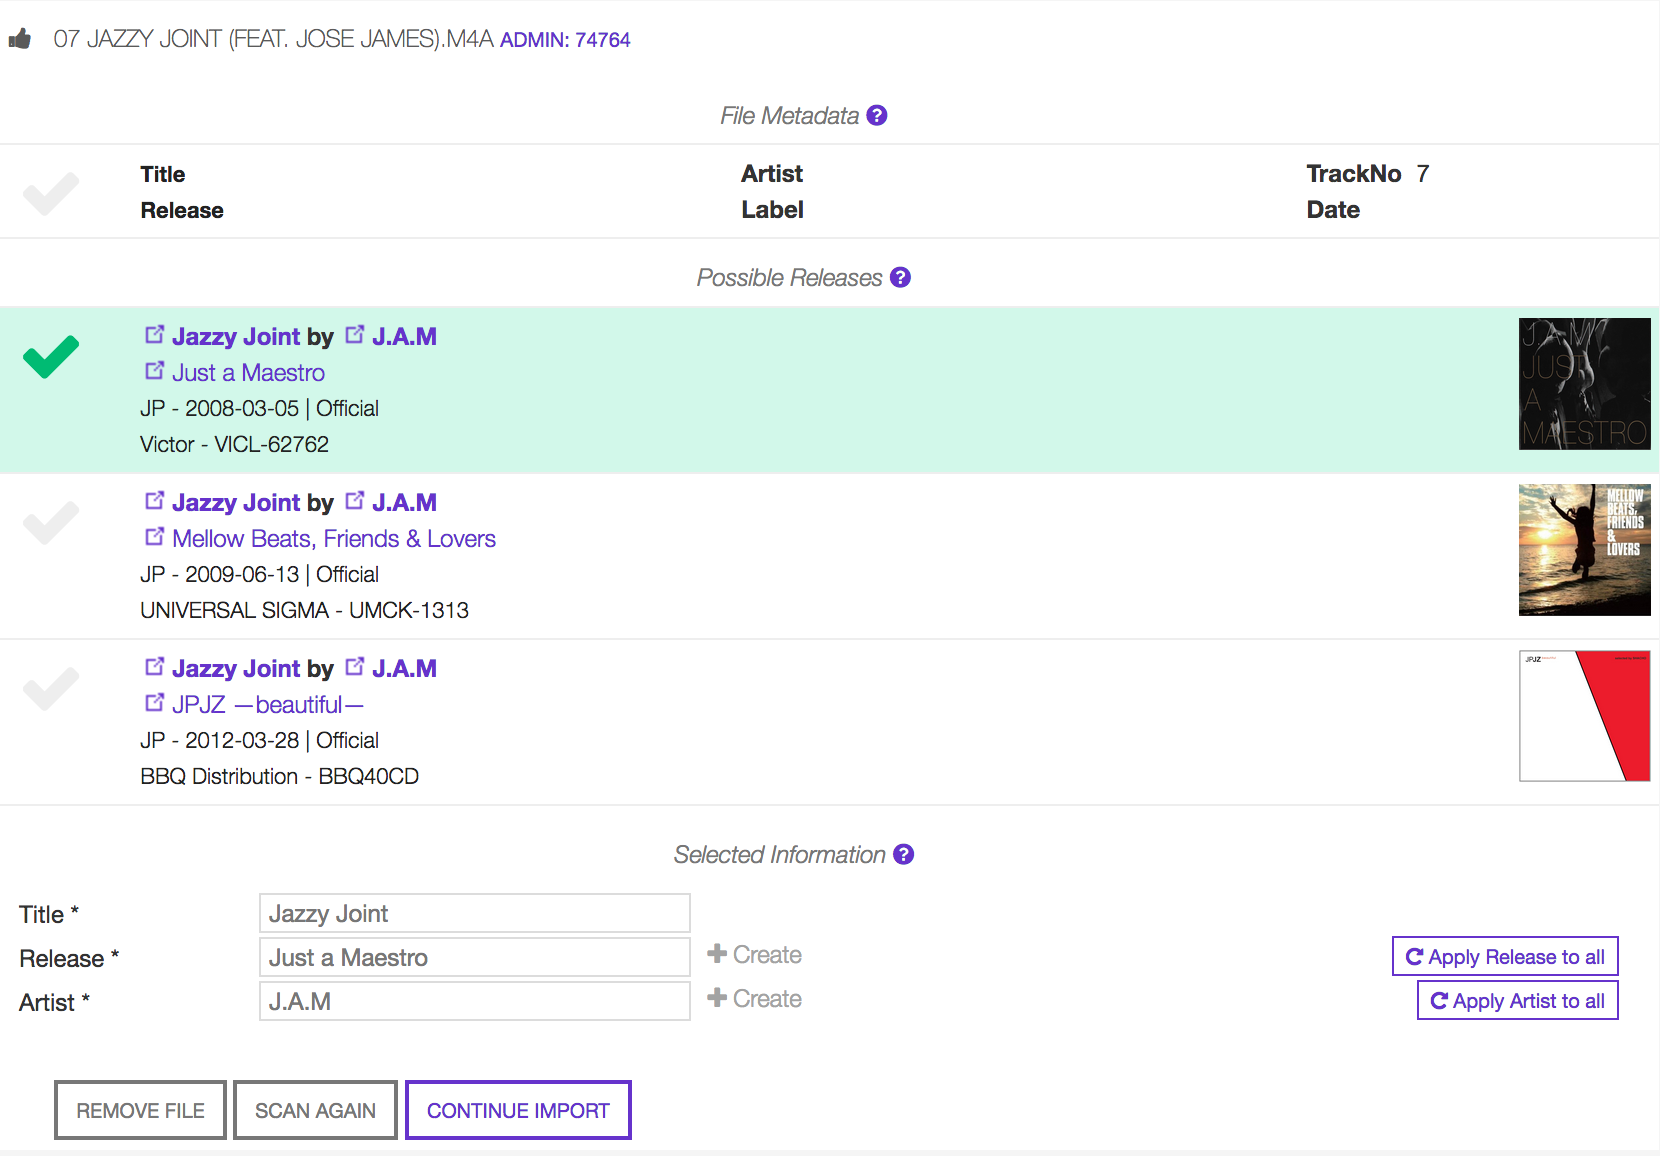 07 JAZZY JOINT (FEAT. JOSE JAMES).M4A ADMIN: 74764
File Metadata ?
Title
Artist
TrackNo 7
Release
Label
Date
Possible Releases ?
Jazzy Joint by J.A.M
Just a Maestro
JP - 2008-03-05 | Official
Victor - VICL-62762
J.A.M
JUST
A
MAESTRO
Jazzy Joint by J.A.M
Mellow Beats, Friends & Lovers
JP - 2009-06-13 | Official
UNIVERSAL SIGMA - UMCK-1313
MELLOW
BEATS,
FRIENDS
&
LOVERS
Jazzy Joint by J.A.M
JPJZ —beautiful—
JP - 2012-03-28 | Official
BBQ Distribution - BBQ40CD
JPJZ
Selected Information ?
Title *
Jazzy Joint
Release *
Just a Maestro
Create
Apply Release to all
Artist *
J.A.M
Create
Apply Artist to all
REMOVE FILE
SCAN AGAIN
CONTINUE IMPORT